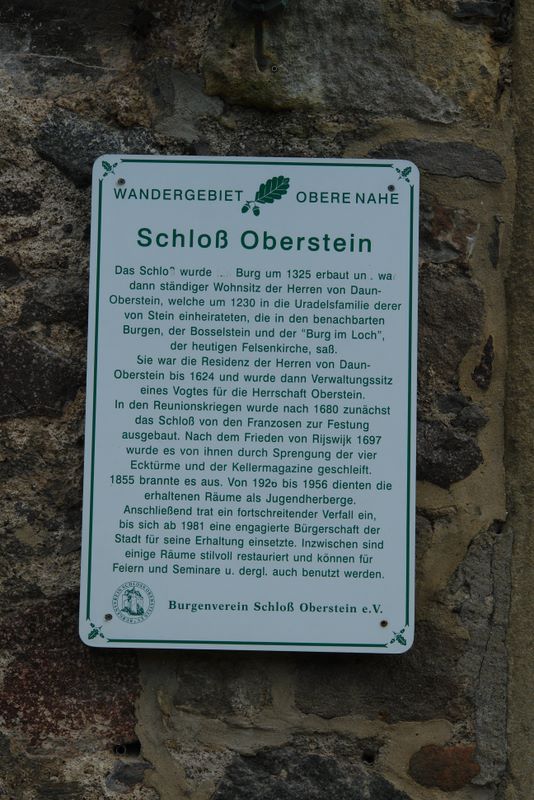 WANDERGEBIET OBERE NAHE
Schloß Oberstein
Das Schloß wurde Burg um 1325 erbaut un. wa
dann ständiger Wohnsitz der Herren von Daun-
Oberstein, welche um 1230 in die Uradelsfamilie derer
von Stein einheirateten, die in den benachbarten
Burgen, der Bosselstein und der "Burg im Loch",
der heutigen Felsenkirche, saß.
Sie war die Residenz der Herren von Daun-
Oberstein bis 1624 und wurde dann Verwaltungssitz
eines Vogtes für die Herrschaft Oberstein.
In den Reunionskriegen wurde nach 1680 zunächst
das Schloß von den Franzosen zur Festung
ausgebaut. Nach dem Frieden von Rijswijk 1697
wurde es von ihnen durch Sprengung der vier
Ecktürme und der Kellermagazine geschleift.
1855 brannte es aus. Von 1926 bis 1956 dienten die
erhaltenen Räume als Jugendherberge.
Anschließend trat ein fortschreitender Verfall ein,
bis sich ab 1981 eine engagierte Bürgerschaft der
Stadt für seine Erhaltung einsetzte. Inzwischen sind
einige Räume stilvoll restauriert und können für
Feiern und Seminare u. dergl. auch benutzt werden.
Burgenverein Schloß Oberstein e.V.